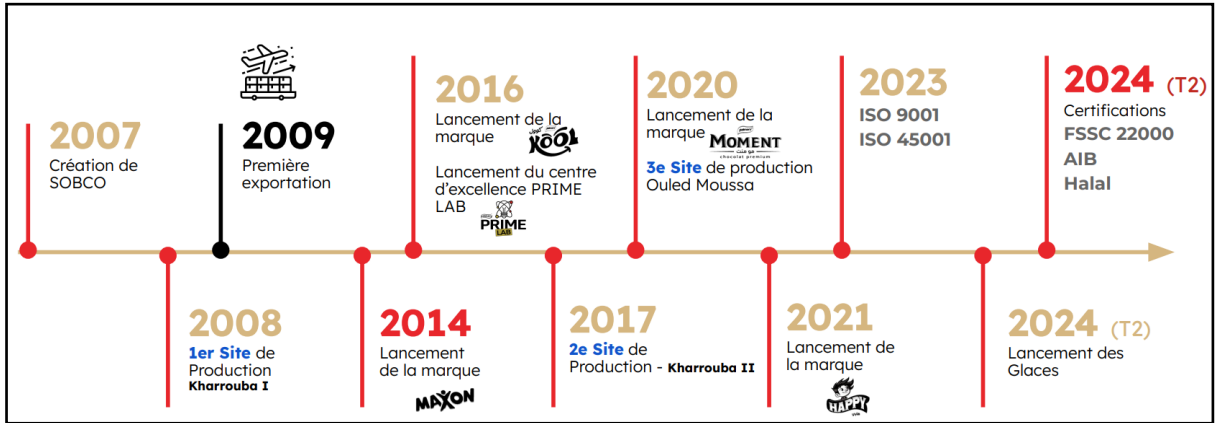 2007
Création de
SOBCO
2009
Première
exportation
2016
Lancement de la
marque
KOOL
Lancement du centre
d'excellence PRIME
LAB
PRIME
LAB
2020
Lancement de la
marque
MOMENT
chocolat premium
3e Site de production
Ouled Moussa
2023
ISO 9001
ISO 45001
2024 (T2)
Certifications
FSSC 22000
AIB
Halal
2008
1er Site de
Production
Kharrouba I
2014
Lancement
de la marque
MAXON
2017
2e Site de
Production - Kharrouba II
2021
Lancement de
la marque
HAPPY
2024 (T2)
Lancement des
Glaces